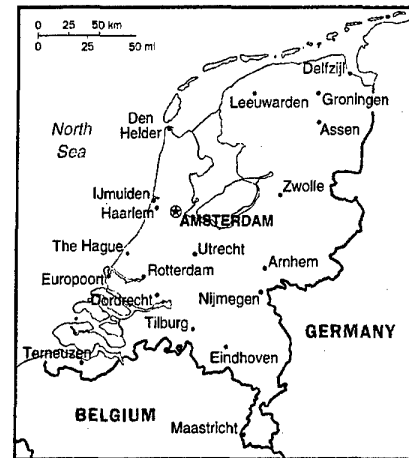 0 25 50 km
0 25 50 mi
Delfzijl
Leeuwarden
Groningen
Den
Helder
Assen
North
Sea
Zwolle
IJmuiden
Haarlem
AMSTERDAM
The Hague
Utrecht
Arnhem
Europoort
Rotterdam
Dordrecht
Nijmegen
Tilburg
GERMANY
Terneuzen
Eindhoven
BELGIUM
Maastricht